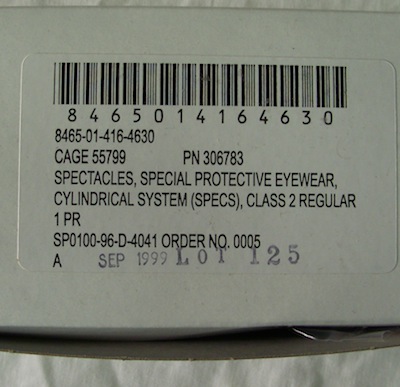 8465014164630
8465-01-416-4630
CAGE 55799 PN 306783
SPECTACLES, SPECIAL PROTECTIVE EYEWEAR,
CYLINDRICAL SYSTEM (SPECS), CLASS 2 REGULAR
1 PR
SP0100-96-D-4041 ORDER NO. 0005
A SEP 1999 LOT 125